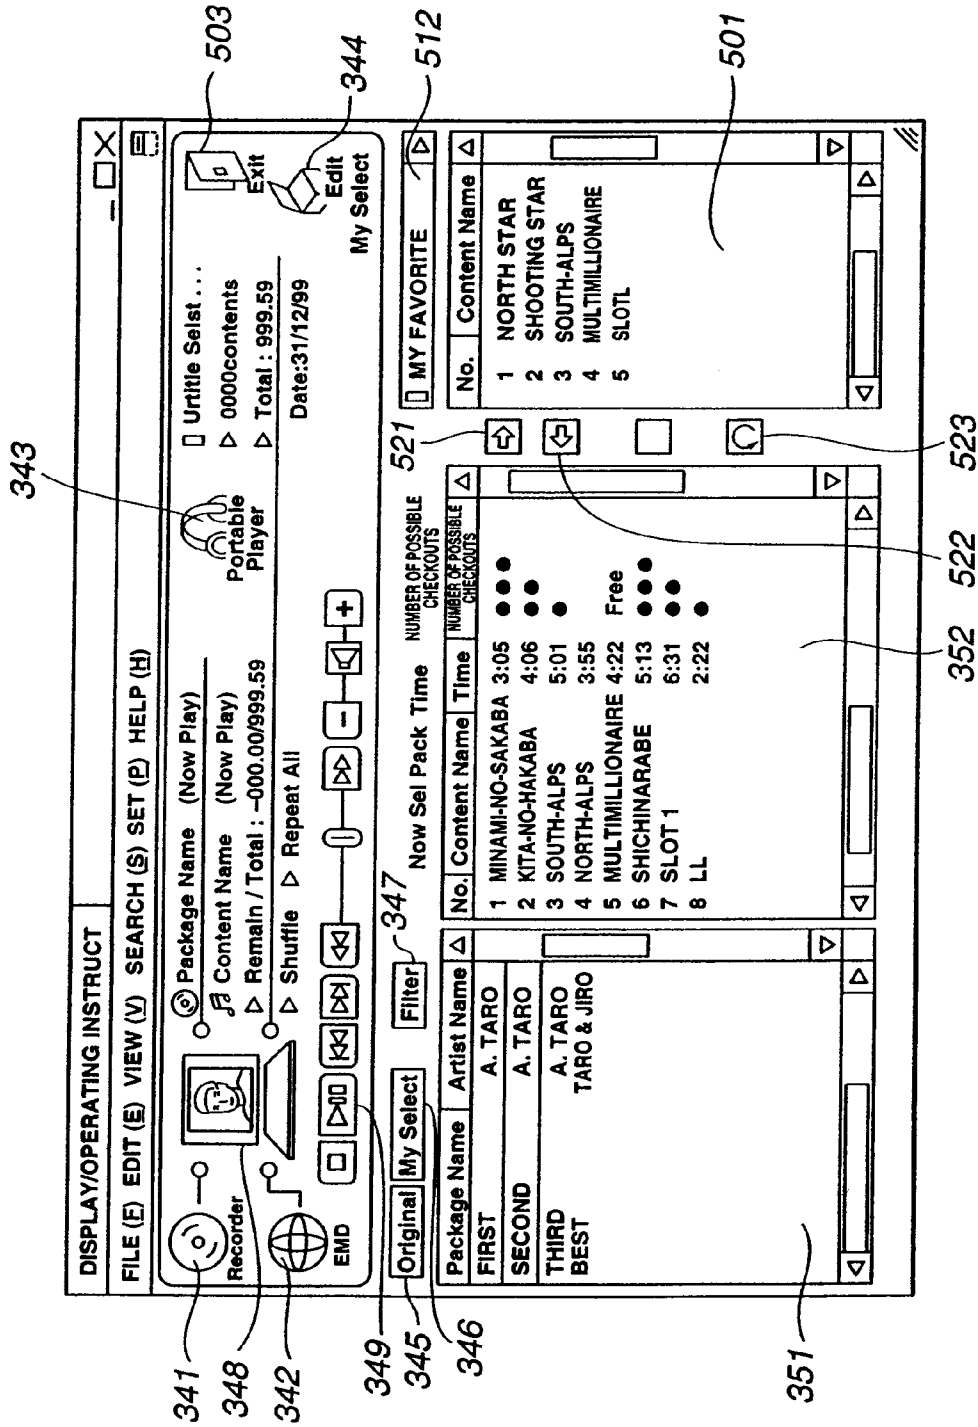 DISPLAY/OPERATING INSTRUCT
FILE (F) EDIT (E) VIEW (V) SEARCH (S) SET (P) HELP (H)
Recorder
EMD
Package Name (Now Play)
Content Name (Now Play)
Remain / Total : -000.00/999.59
Shuffle Repeat All
Portable
Player
Urtitle Selst ...
0000contents
Total : 999.59
Date:31/12/99
Exit
Edit
My Select
Original My Select Filter
Now Sel Pack Time
NUMBER OF POSSIBLE
CHECKOUTS
MY FAVORITE
Package Name Artist Name
FIRST A. TARO
SECOND A. TARO
THIRD A. TARO
BEST TARO & JIRO
No. Content Name Time NUMBER OF POSSIBLE
CHECKOUTS
1 MINAMI-NO-SAKABA 3:05
2 KITA-NO-HAKABA 4:06
3 SOUTH-ALPS 5:01
4 NORTH-ALPS 3:55
5 MULTIMILLIONAIRE 4:22 Free
6 SHICHINARABE 5:13
7 SLOT 1 6:31
8 LL 2:22
No. Content Name
1 NORTH STAR
2 SHOOTING STAR
3 SOUTH-ALPS
4 MULTIMILLIONAIRE
5 SLOTL
341
348
342
349
345
346
347
343
503
344
512
521
501
351
352
522
523